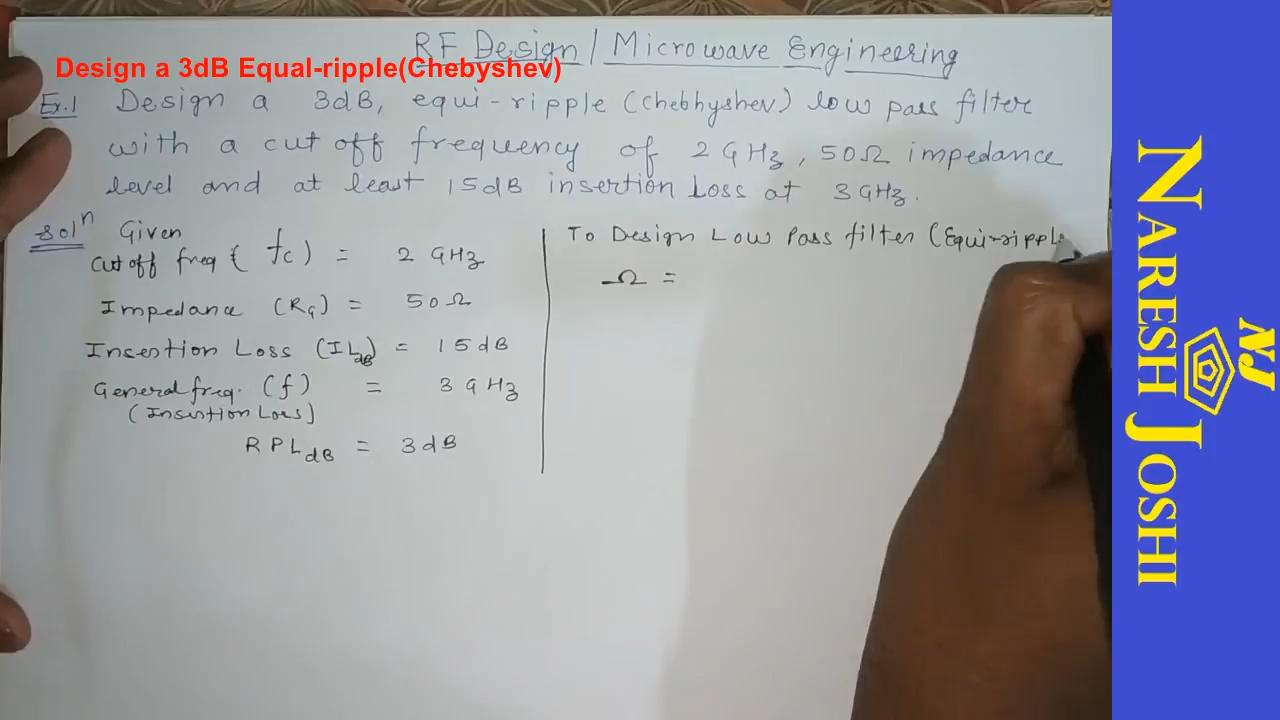 RF Design / Microwave Engineering
Design a 3dB Equal-ripple(Chebyshev)
Ex.1 Design a 3dB, equi-ripple (chebhyshev) low pass filter
with a cut off frequency of 2 GHz, 50Ω impedance
level and at least 15dB insertion Loss at 3 GHz.
Solⁿ Given
Cut off freq (fc) = 2 GHz
Impedance (RG) = 50Ω
Insertion Loss (ILdB) = 15dB
General freq. (f) = 3 GHz
(Insertion Loss)
RPLdB = 3dB
To Design Low Pass filter (Equi-ripple
Ω =
NARESH JOSHI
NJ